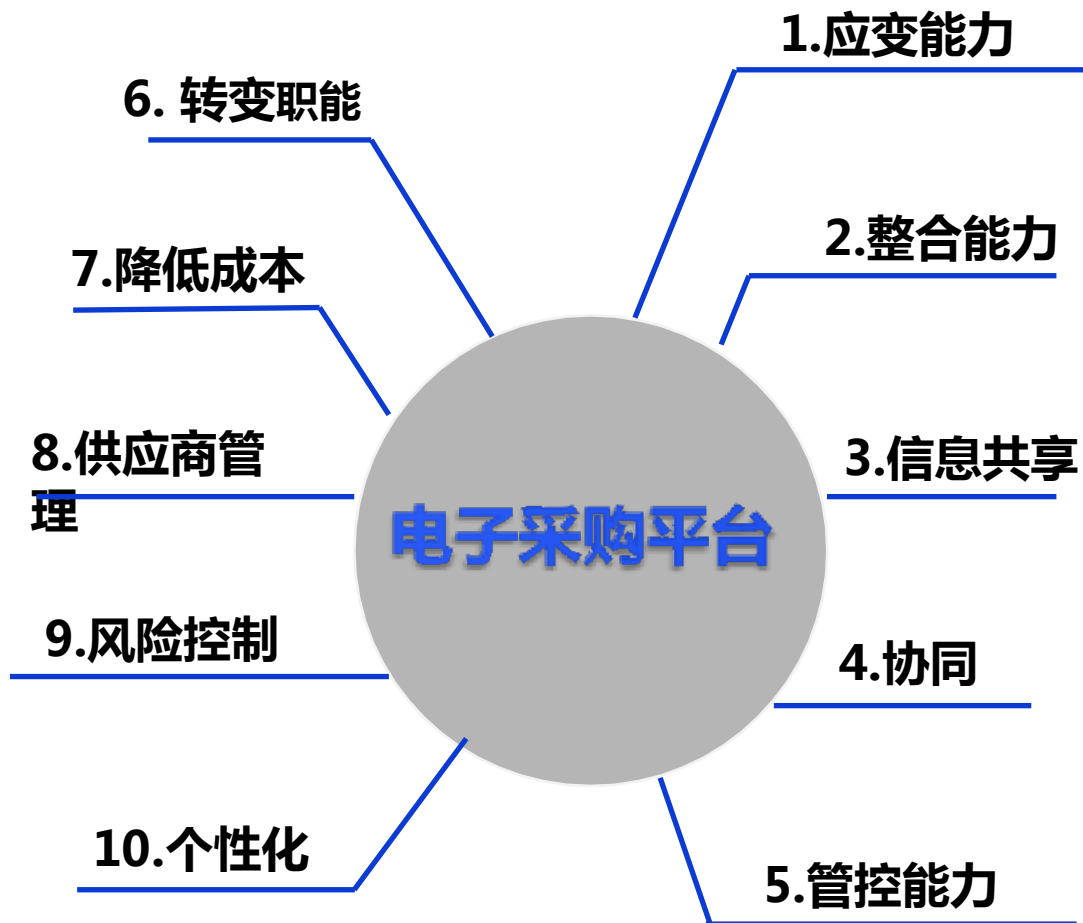 1.应变能力
6. 转变职能
2.整合能力
7.降低成本
8.供应商管
理
3.信息共享
电子采购平台
9.风险控制
4.协同
10.个性化
5.管控能力